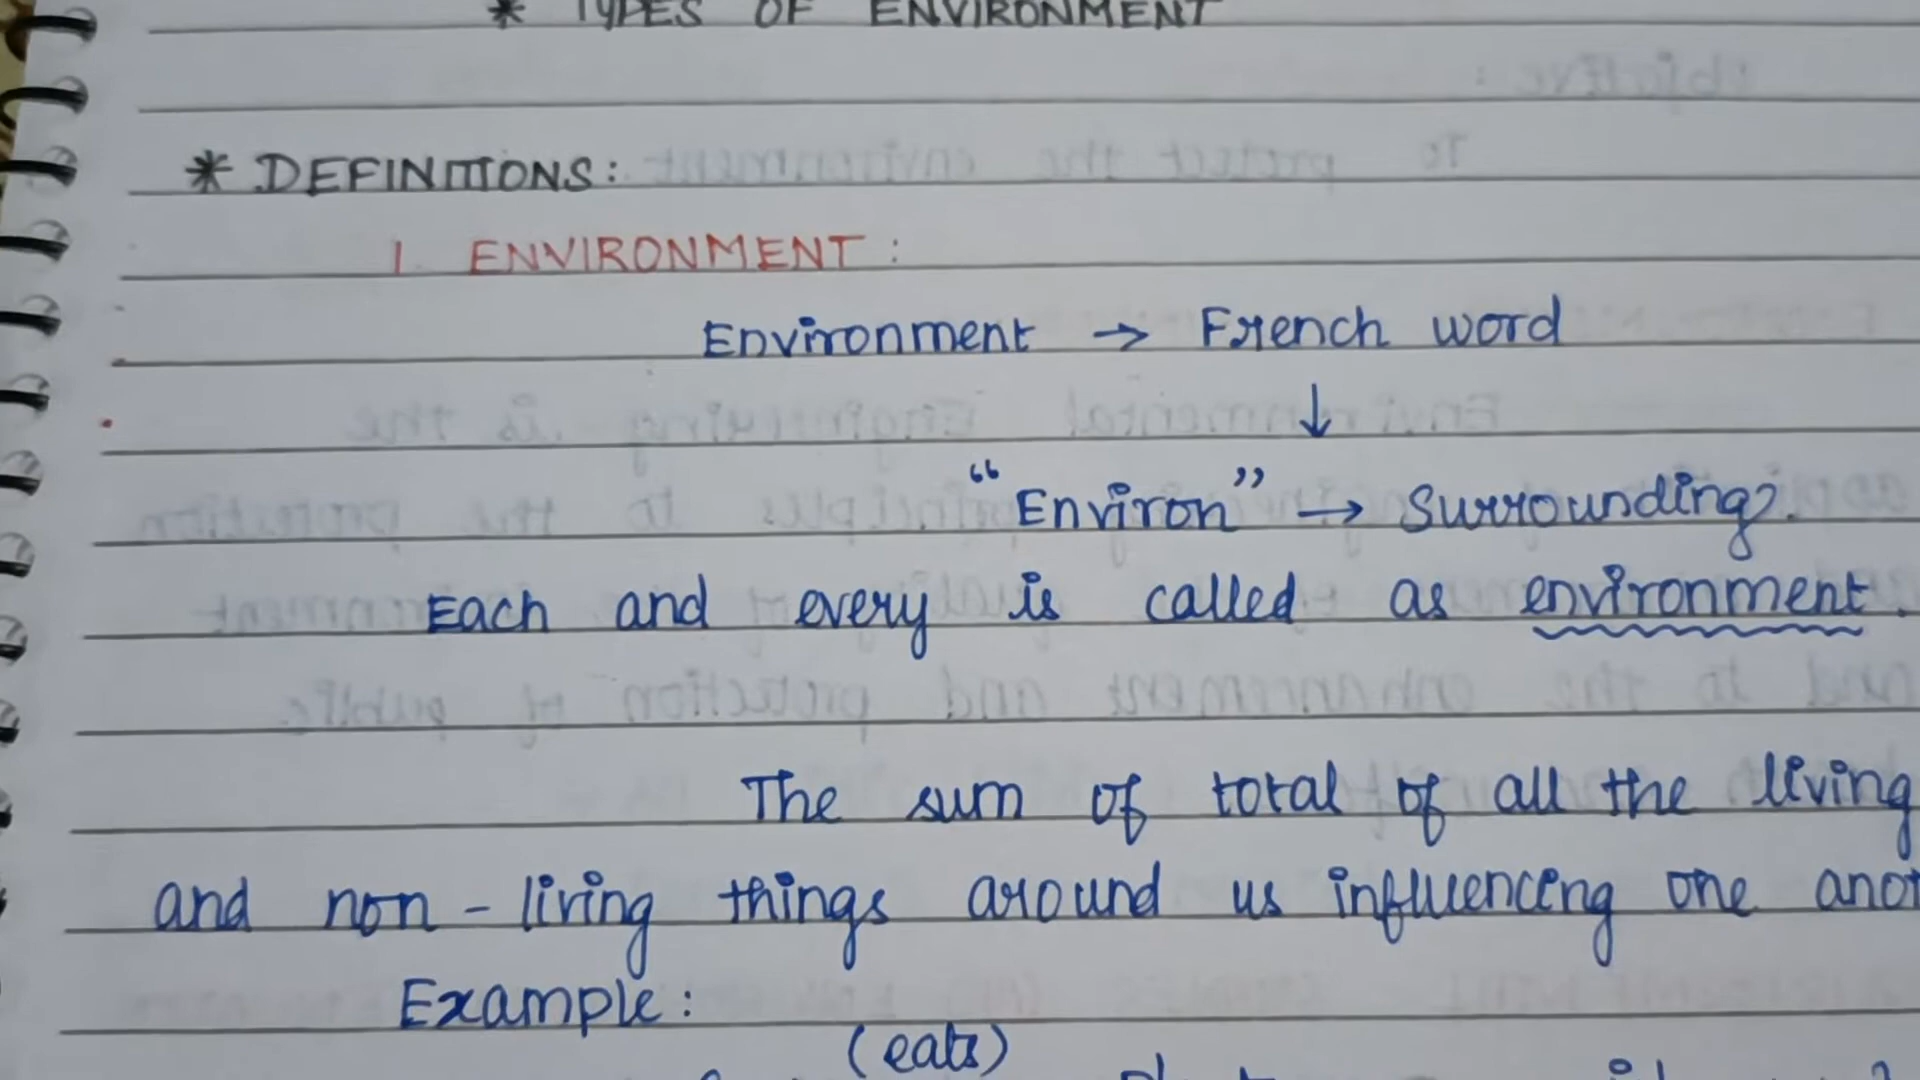 * TYPES OF ENVIRONMENT
* DEFINITIONS:
1. ENVIRONMENT:
Environment → French word
↓
"Environ" → Surroundings.
Each and every is called as environment.
The sum of total of all the living
and non-living things around us influencing one anot
Example:
(eats)